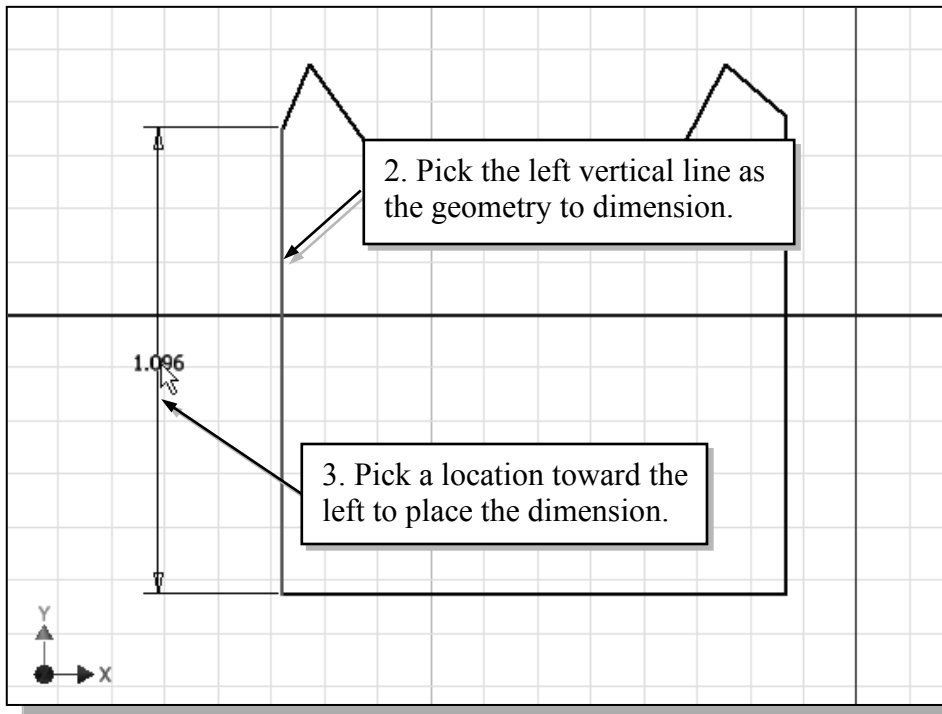 2. Pick the left vertical line as
the geometry to dimension.
1.096
3. Pick a location toward the
left to place the dimension.
Y
X